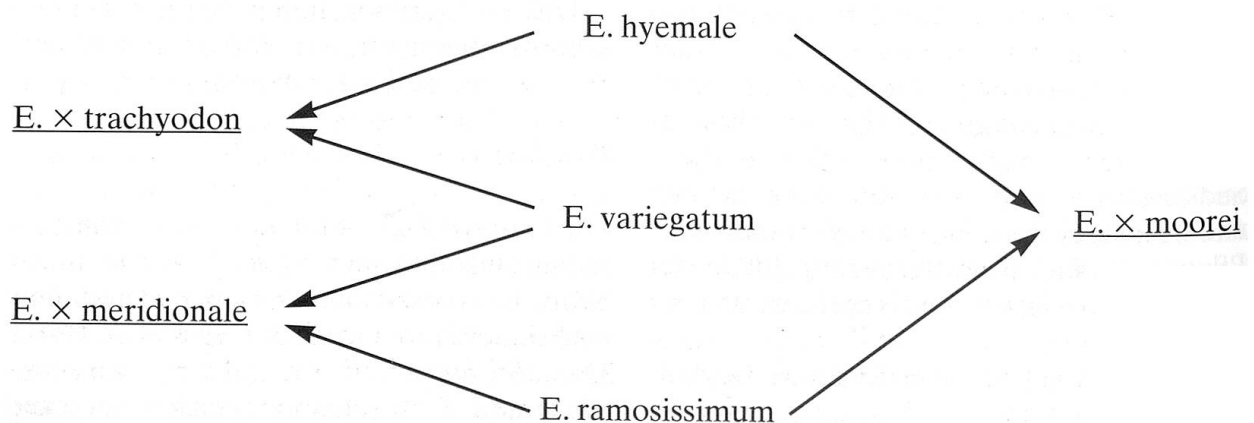 E. hyemale
E. × trachyodon
E. variegatum
E. × moorei
E. × meridionale
E. ramosissimum